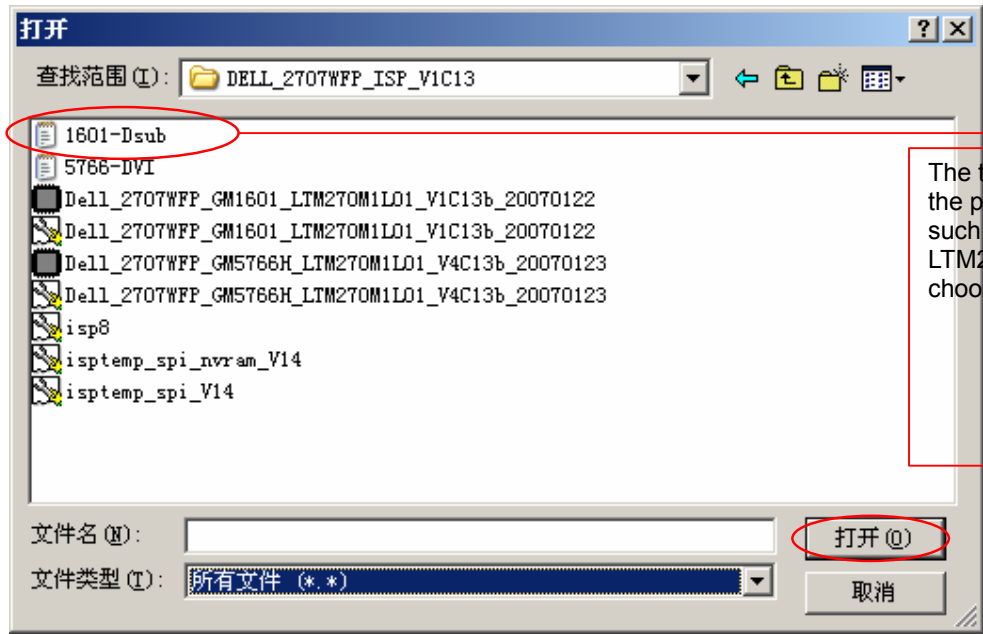 打开
查找范围(I): DELL_2707WFP_ISP_V1C13
1601-Dsub
5766-DVI
Dell_2707WFP_GM1601_LTM270M1L01_V1C13b_20070122
Dell_2707WFP_GM1601_LTM270M1L01_V1C13b_20070122
Dell_2707WFP_GM5766H_LTM270M1L01_V4C13b_20070123
Dell_2707WFP_GM5766H_LTM270M1L01_V4C13b_20070123
isp8
isptemp_spi_nvram_V14
isptemp_spi_V14
The t
the p
such
LTM2
choo
文件名(N):
打开(O)
文件类型(T): 所有文件 (*.*)
取消